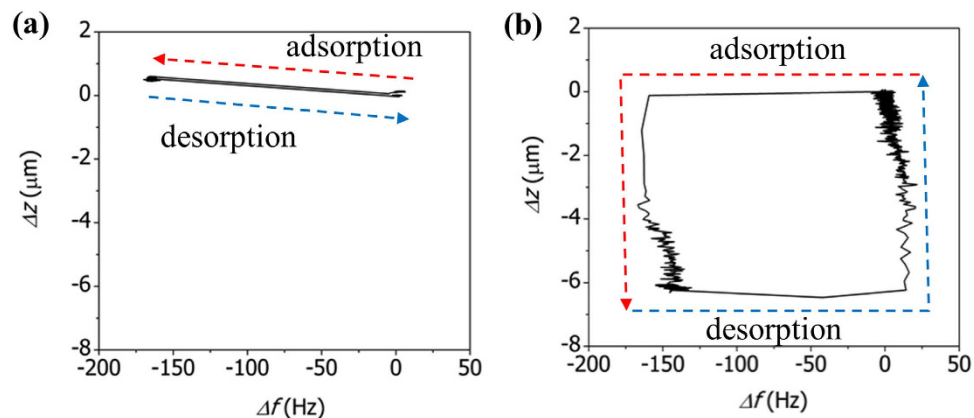 (a)
2
0
-2
-4
-6
-8
Δz (μm)
adsorption
desorption
-200 -150 -100 -50 0 50
Δf (Hz)
(b)
2
0
-2
-4
-6
-8
Δz (μm)
adsorption
desorption
-200 -150 -100 -50 0 50
Δf (Hz)